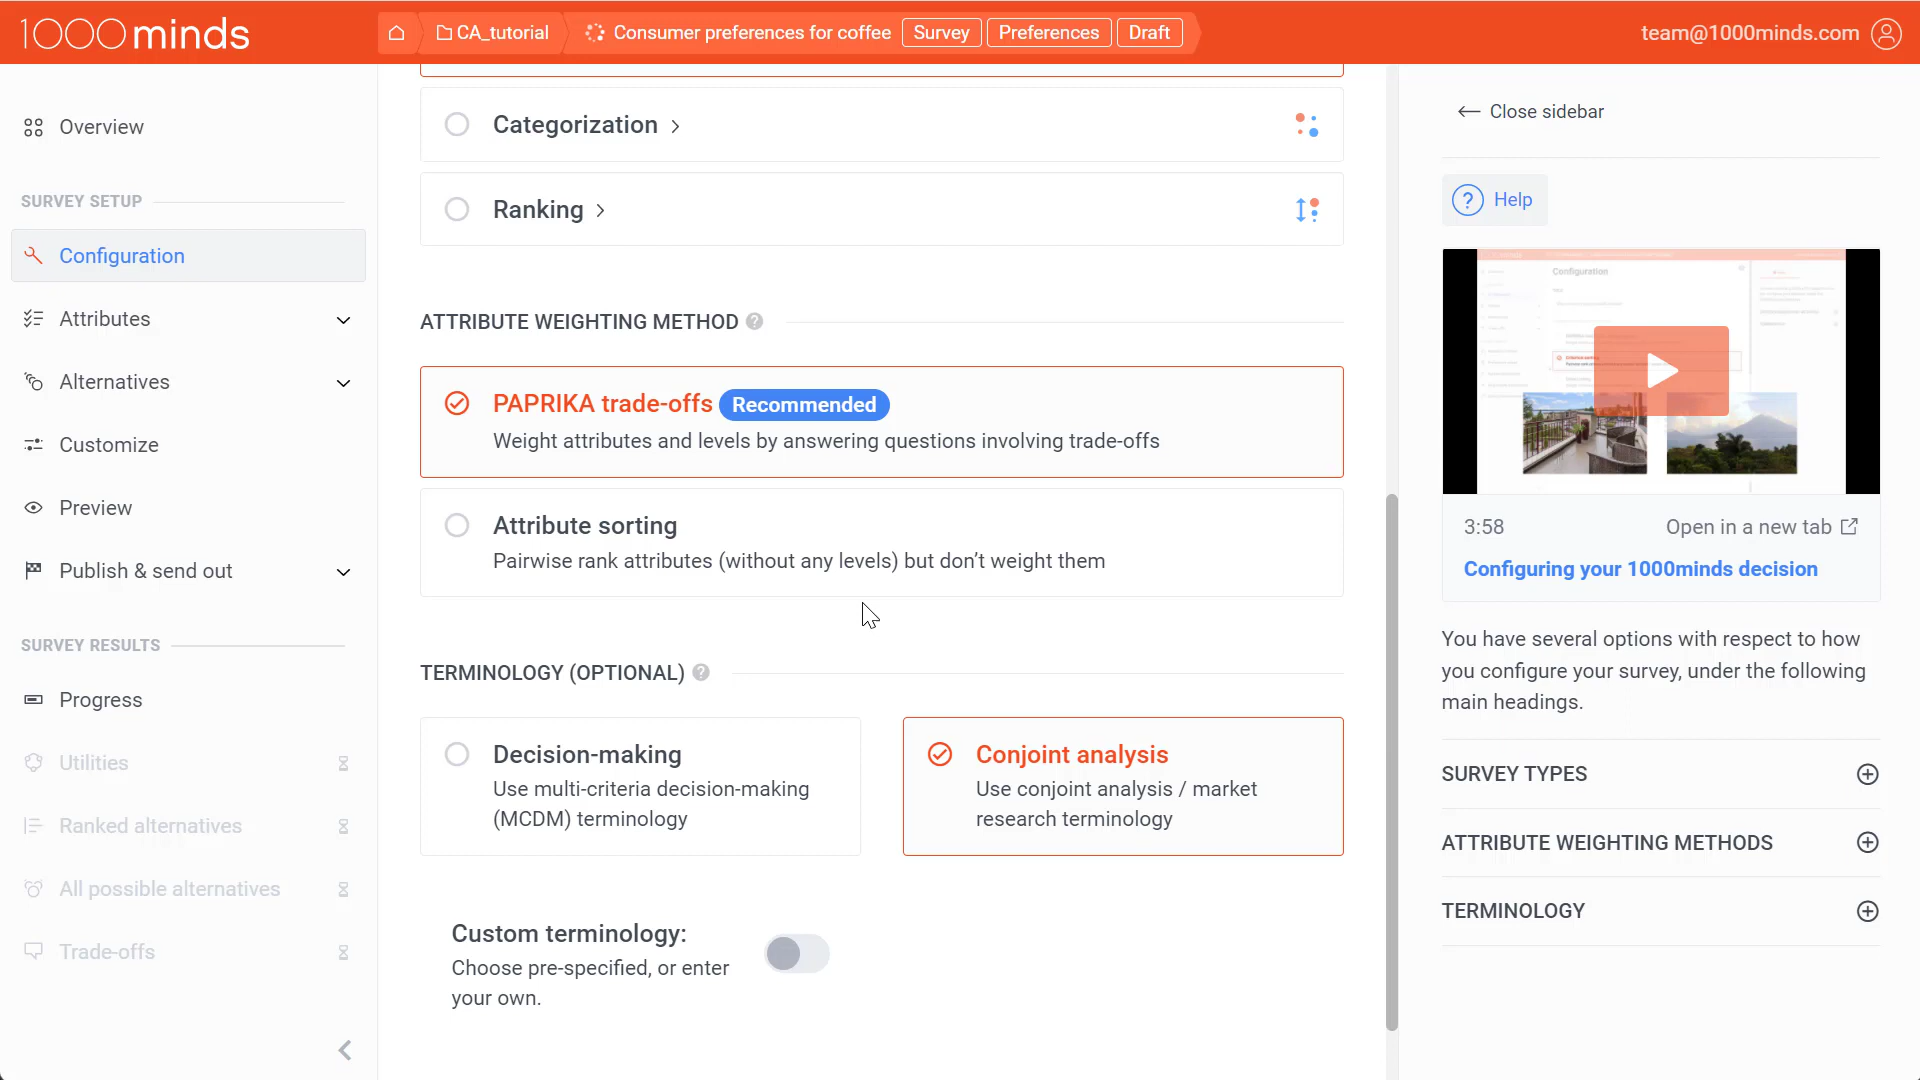 1000minds
CA_tutorial
Consumer preferences for coffee
Survey
Preferences
Draft
team@1000minds.com
Overview
SURVEY SETUP
Configuration
Attributes
Alternatives
Customize
Preview
Publish & send out
SURVEY RESULTS
Progress
Utilities
Ranked alternatives
All possible alternatives
Trade-offs
Categorization
Ranking
ATTRIBUTE WEIGHTING METHOD ?
PAPRIKA trade-offs Recommended
Weight attributes and levels by answering questions involving trade-offs
Attribute sorting
Pairwise rank attributes (without any levels) but don’t weight them
TERMINOLOGY (OPTIONAL) ?
Decision-making
Use multi-criteria decision-making
(MCDM) terminology
Conjoint analysis
Use conjoint analysis / market
research terminology
Custom terminology:
Choose pre-specified, or enter
your own.
Close sidebar
? Help
Configuration
3:58
Open in a new tab
Configuring your 1000minds decision
You have several options with respect to how
you configure your survey, under the following
main headings.
SURVEY TYPES
ATTRIBUTE WEIGHTING METHODS
TERMINOLOGY